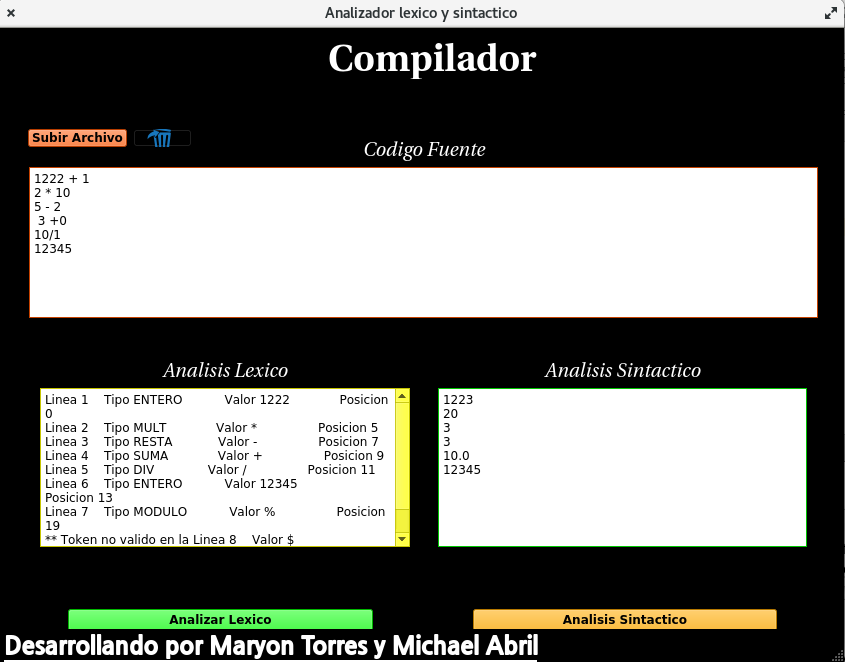 Analizador lexico y sintactico
Compilador
Subir Archivo
Codigo Fuente
1222 + 1
2 * 10
5 - 2
3 +0
10/1
12345
Analisis Lexico
Linea 1 Tipo ENTERO Valor 1222 Posicion
0
Linea 2 Tipo MULT Valor * Posicion 5
Linea 3 Tipo RESTA Valor - Posicion 7
Linea 4 Tipo SUMA Valor + Posicion 9
Linea 5 Tipo DIV Valor / Posicion 11
Linea 6 Tipo ENTERO Valor 12345
Posicion 13
Linea 7 Tipo MODULO Valor % Posicion
19
** Token no valido en la Linea 8 Valor $
Analisis Sintactico
1223
20
3
3
10.0
12345
Analizar Lexico
Analisis Sintactico
Desarrollando por Maryon Torres y Michael Abril